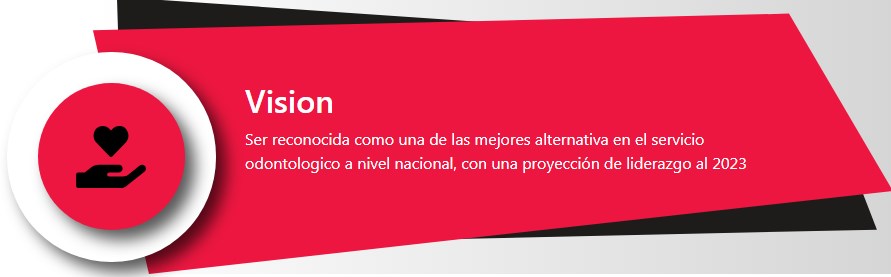 Vision
Ser reconocida como una de las mejores alternativa en el servicio
odontologico a nivel nacional, con una proyección de liderazgo al 2023